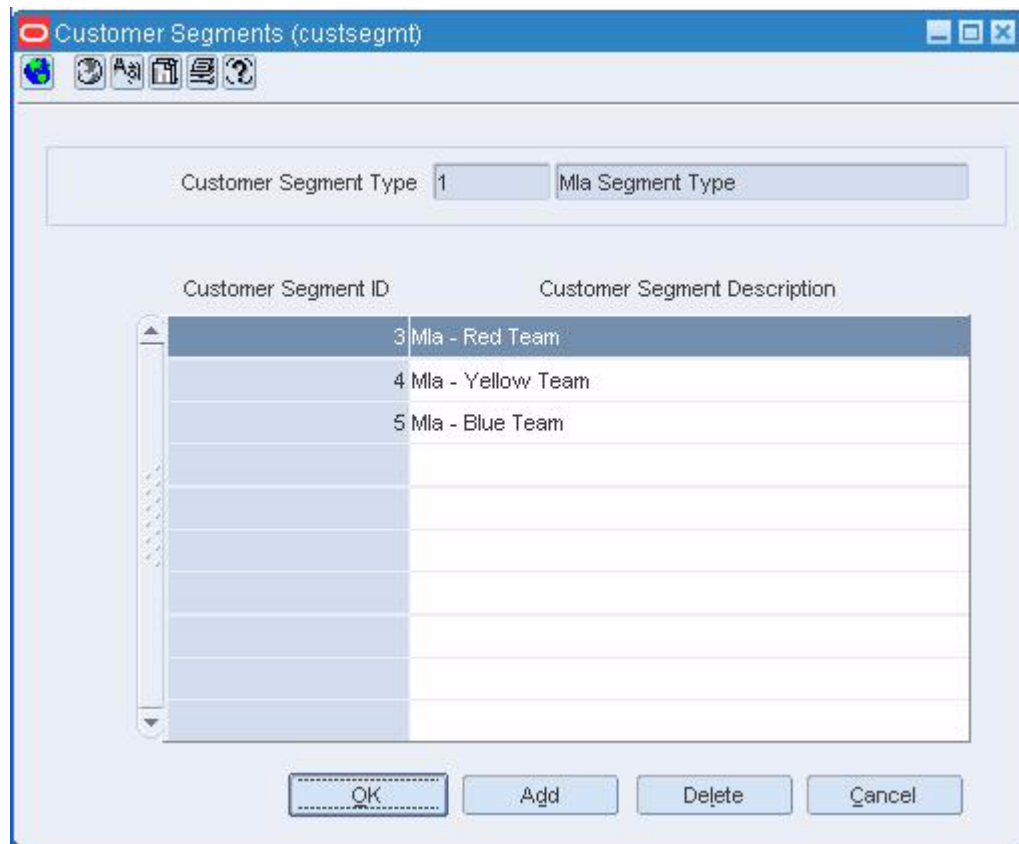 Customer Segments (custsegmt)
Customer Segment Type 1 Mla Segment Type
Customer Segment ID Customer Segment Description
3 Mla - Red Team
4 Mla - Yellow Team
5 Mla - Blue Team
OK Add Delete Cancel